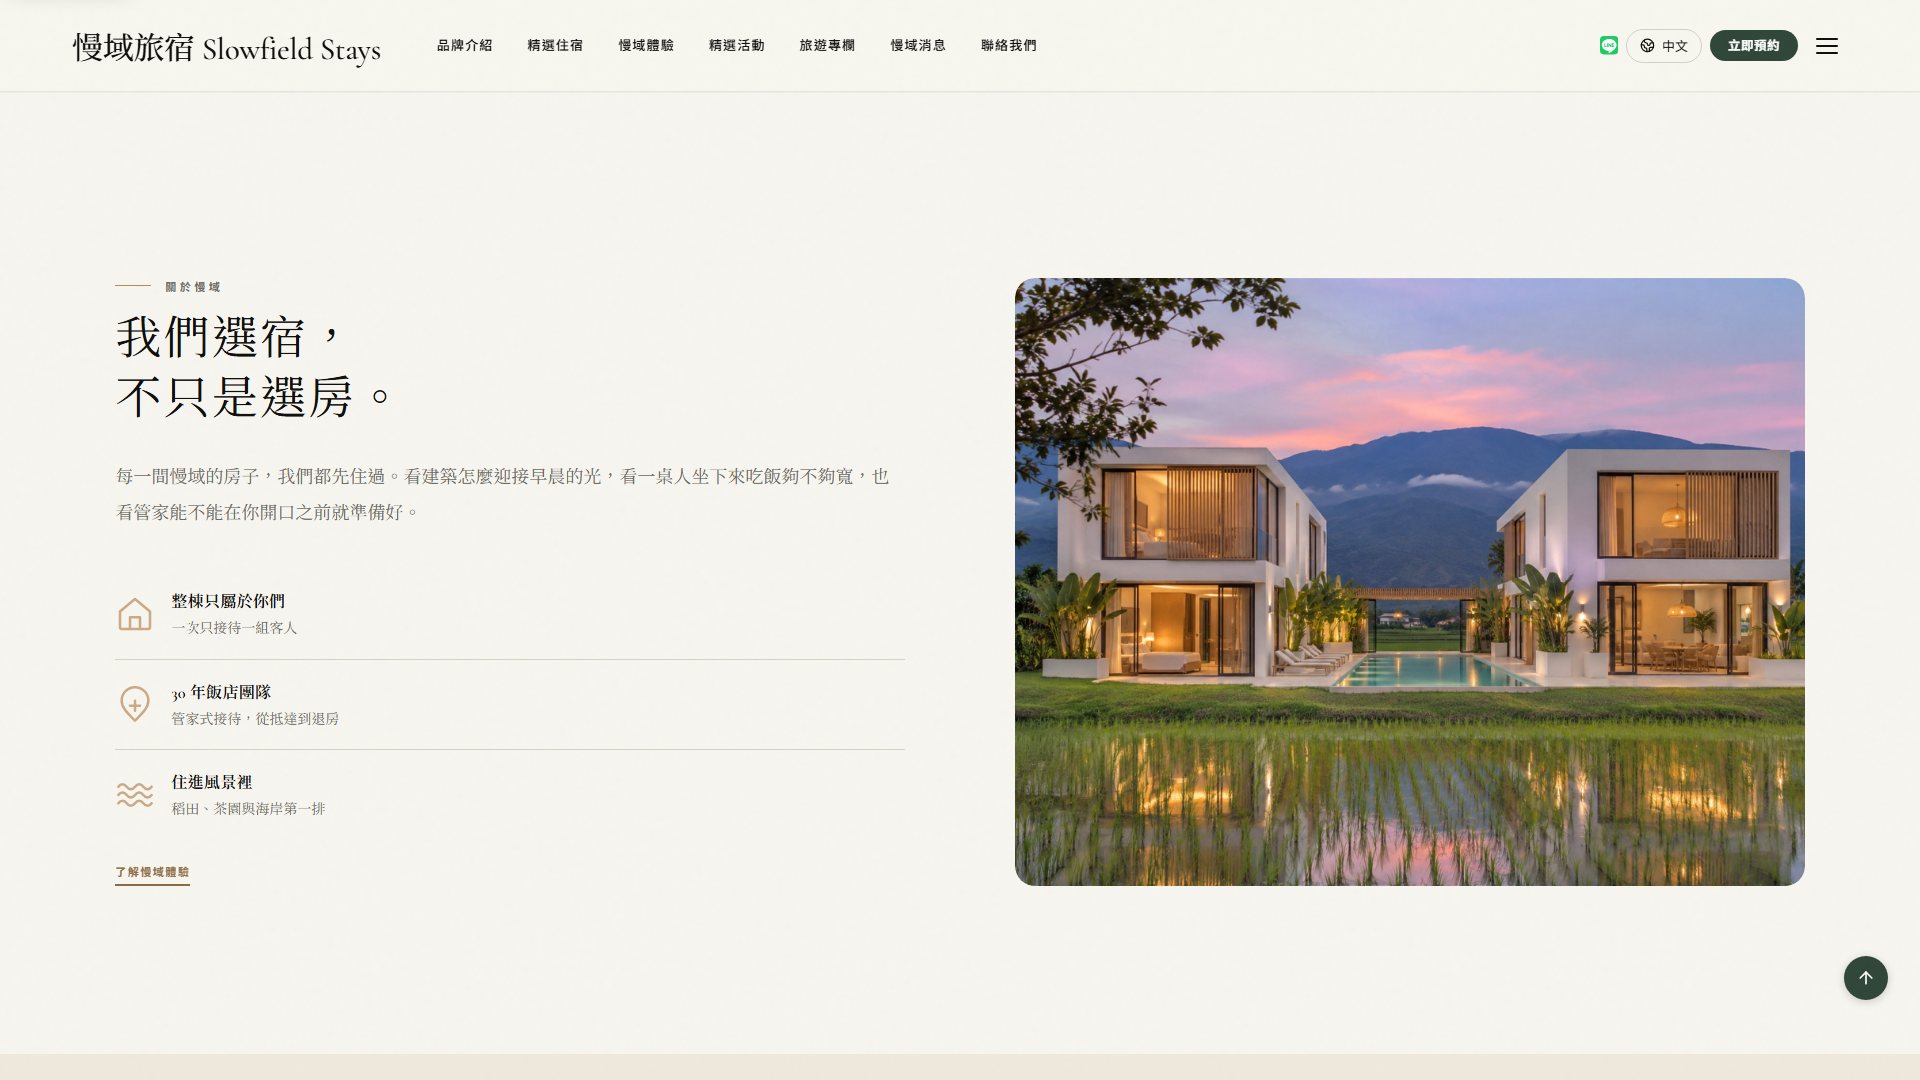 慢域旅宿 Slowfield Stays
品牌介紹
精選住宿
慢域體驗
精選活動
旅遊專欄
慢域消息
聯絡我們
LINE
中文
立即預約
關於慢域
我們選宿，
不只是選房。
每一間慢域的房子，我們都先住過。看建築怎麼迎接早晨的光，看一桌人坐下來吃飯夠不夠寬，也
看管家能不能在你開口之前就準備好。
整棟只屬於你們
一次只接待一組客人
30 年飯店團隊
管家式接待，從抵達到退房
住進風景裡
稻田、茶園與海岸第一排
了解慢域體驗